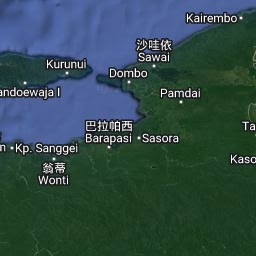 Kairembo
沙哇依
Sawai
Kurunui
Dombo
andoewaja I
Pamdai
Ta
巴拉帕西
Barapasi
Sasora
n
Kp. Sanggei
Kaso
翁蒂
Wonti